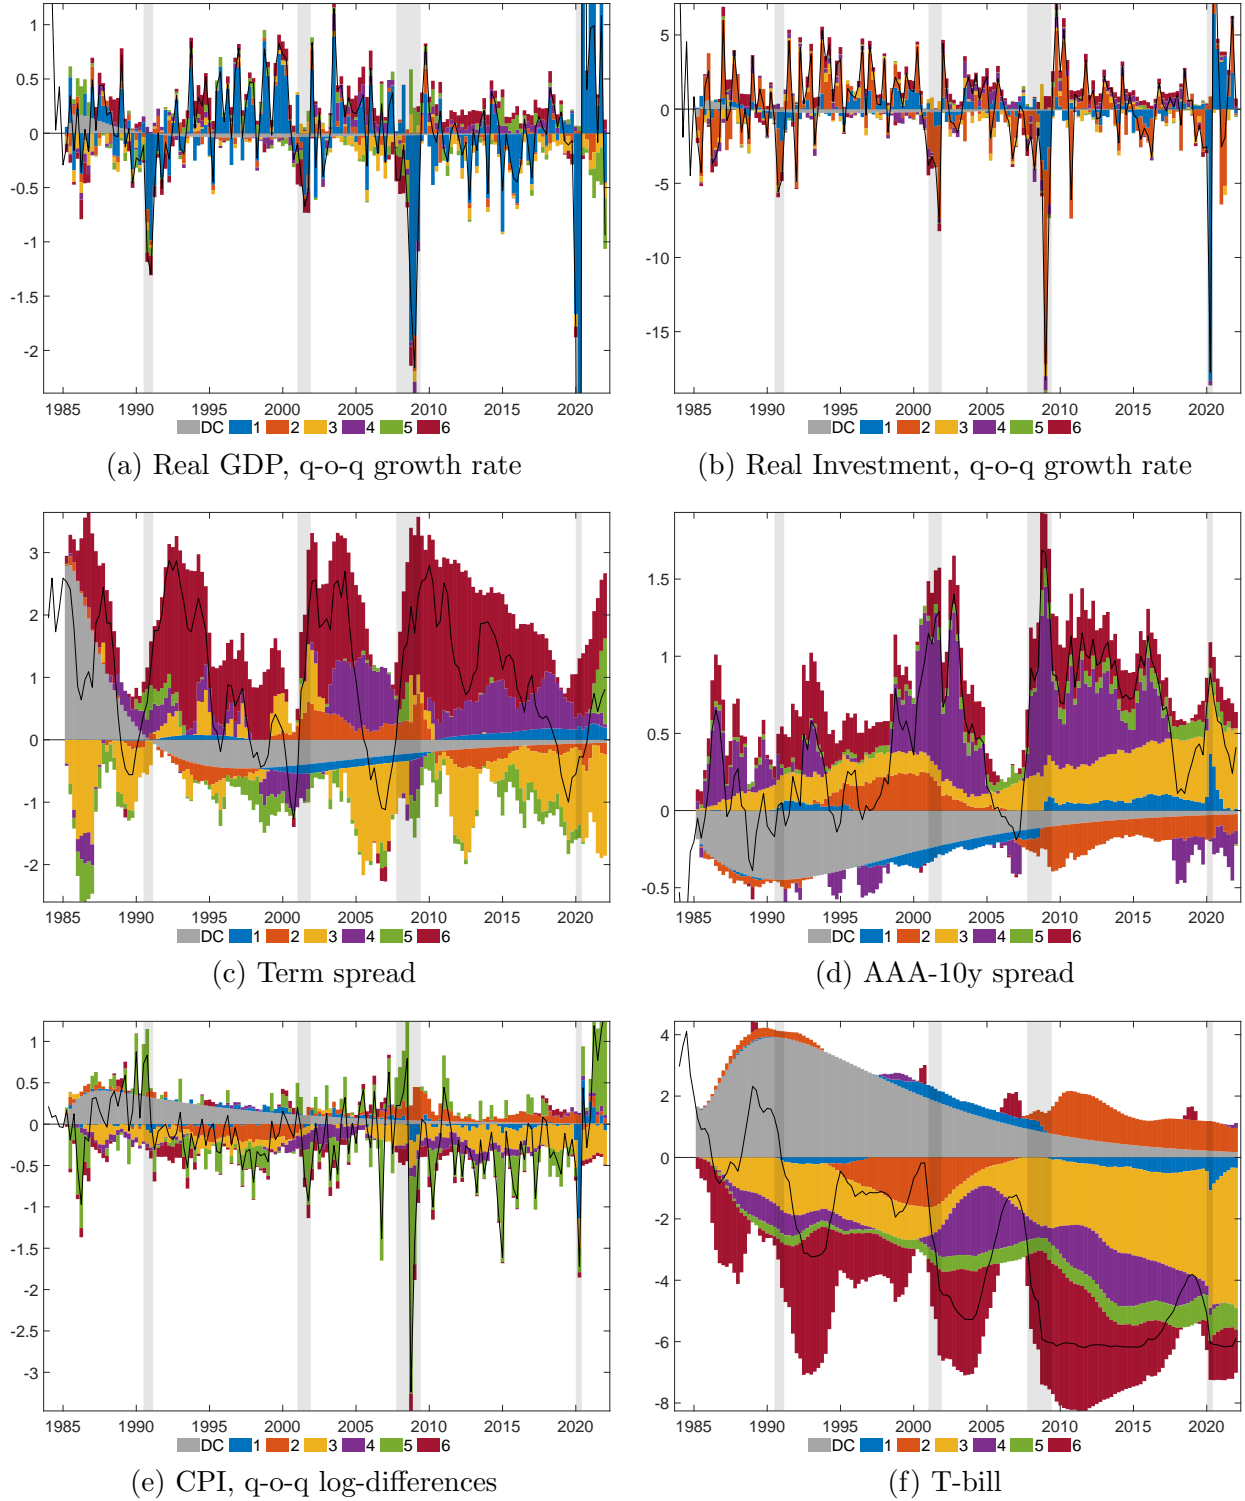 1
0.5
0
-0.5
-1
-1.5
-2
1985 1990 1995 2000 2005 2010 2015 2020
DC 1 2 3 4 5 6
(a) Real GDP, q-o-q growth rate
5
0
-5
-10
-15
1985 1990 1995 2000 2005 2010 2015 2020
DC 1 2 3 4 5 6
(b) Real Investment, q-o-q growth rate
3
2
1
0
-1
-2
1985 1990 1995 2000 2005 2010 2015 2020
DC 1 2 3 4 5 6
(c) Term spread
1.5
1
0.5
0
-0.5
1985 1990 1995 2000 2005 2010 2015 2020
DC 1 2 3 4 5 6
(d) AAA-10y spread
1
0.5
0
-0.5
-1
-1.5
-2
-2.5
-3
1985 1990 1995 2000 2005 2010 2015 2020
DC 1 2 3 4 5 6
(e) CPI, q-o-q log-differences
4
2
0
-2
-4
-6
-8
1985 1990 1995 2000 2005 2010 2015 2020
DC 1 2 3 4 5 6
(f) T-bill